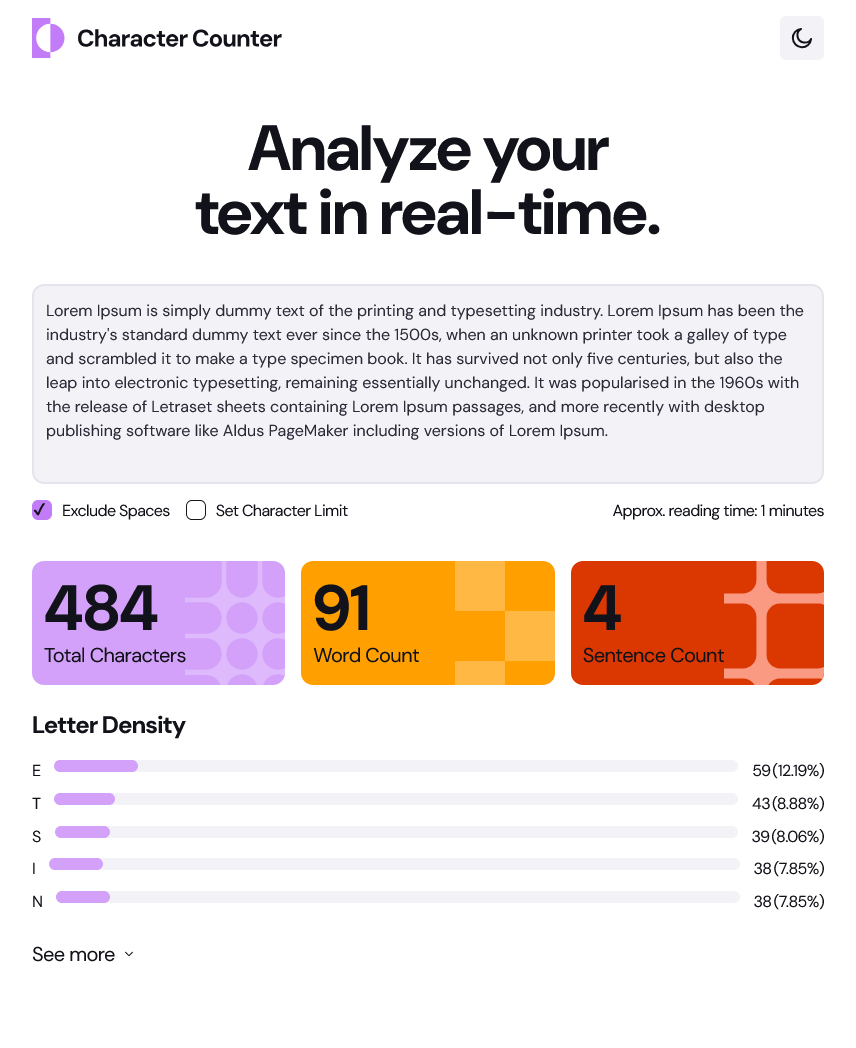 Character Counter
Analyze your
text in real-time.
Lorem Ipsum is simply dummy text of the printing and typesetting industry. Lorem Ipsum has been the
industry's standard dummy text ever since the 1500s, when an unknown printer took a galley of type
and scrambled it to make a type specimen book. It has survived not only five centuries, but also the
leap into electronic typesetting, remaining essentially unchanged. It was popularised in the 1960s with
the release of Letraset sheets containing Lorem Ipsum passages, and more recently with desktop
publishing software like Aldus PageMaker including versions of Lorem Ipsum.
Exclude Spaces Set Character Limit Approx. reading time: 1 minutes
484 91 4
Total Characters Word Count Sentence Count
Letter Density
E 59(12.19%)
T 43(8.88%)
S 39(8.06%)
I 38(7.85%)
N 38(7.85%)
See more